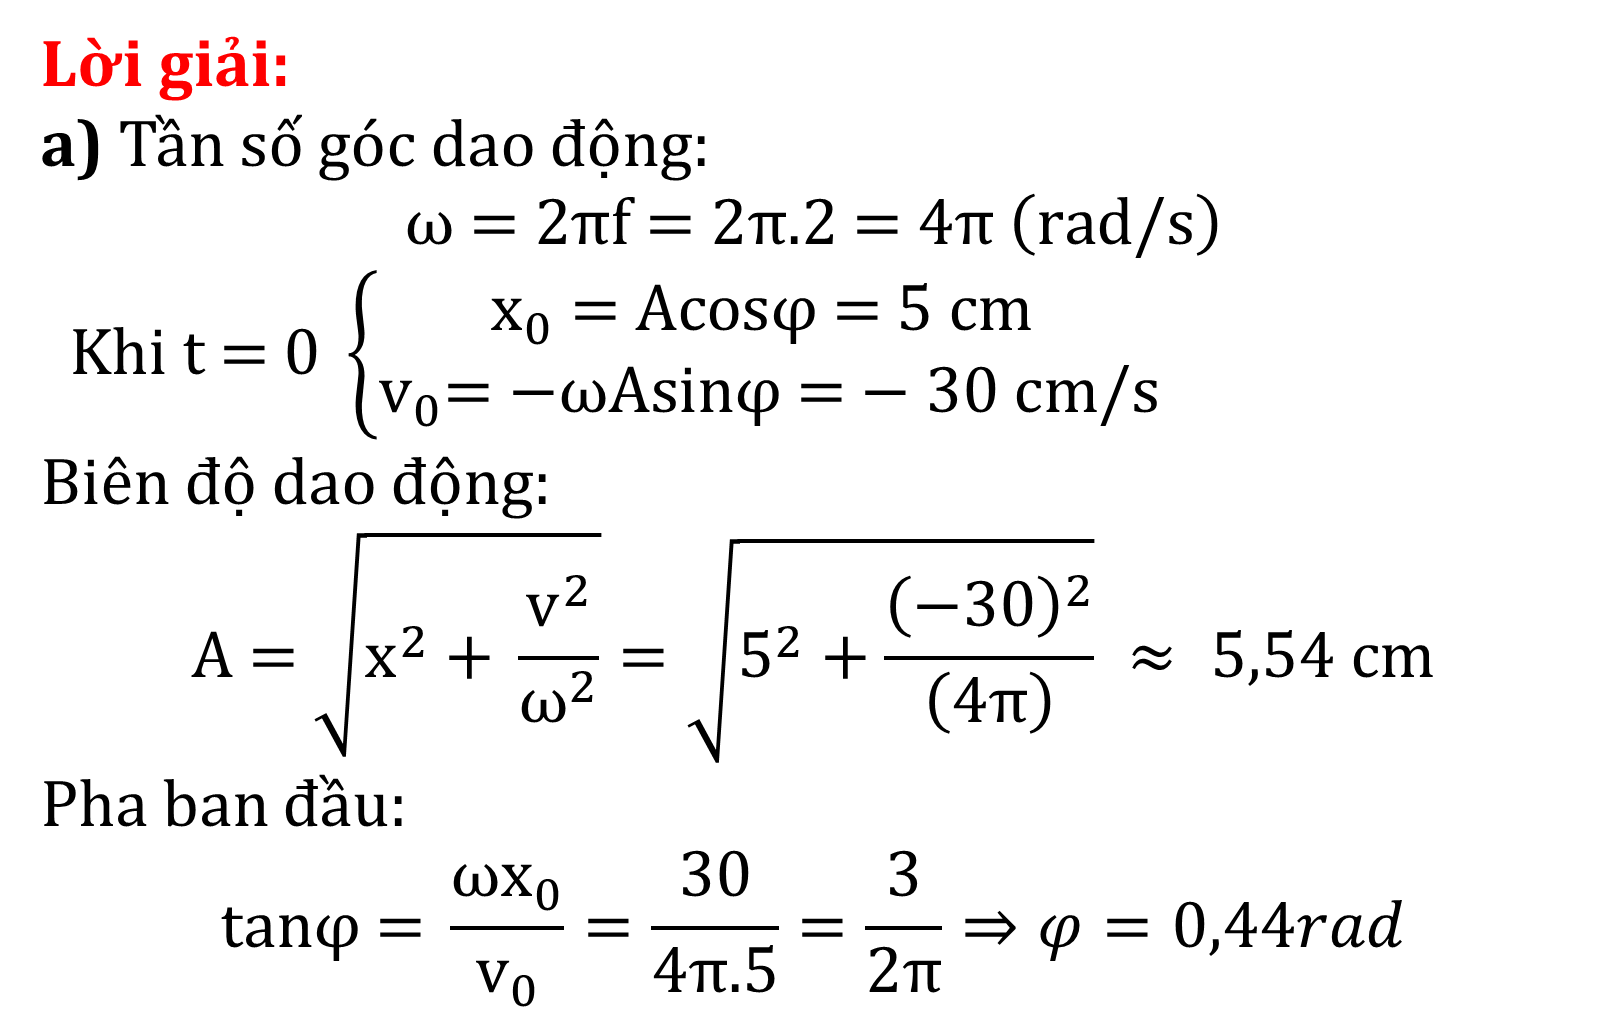 Lời giải:
a) Tần số góc dao động:
ω = 2πf = 2π.2 = 4π (rad/s)
Khi t = 0 { x₀ = Acosφ = 5 cm
v₀= −ωAsinφ = − 30 cm/s
Biên độ dao động:
A = √(x² + v²/ω²) = √(5² + (−30)²/(4π)) ≈ 5,54 cm
Pha ban đầu:
tanφ = ωx₀/v₀ = 30/4π.5 = 3/2π ⇒ φ = 0,44rad